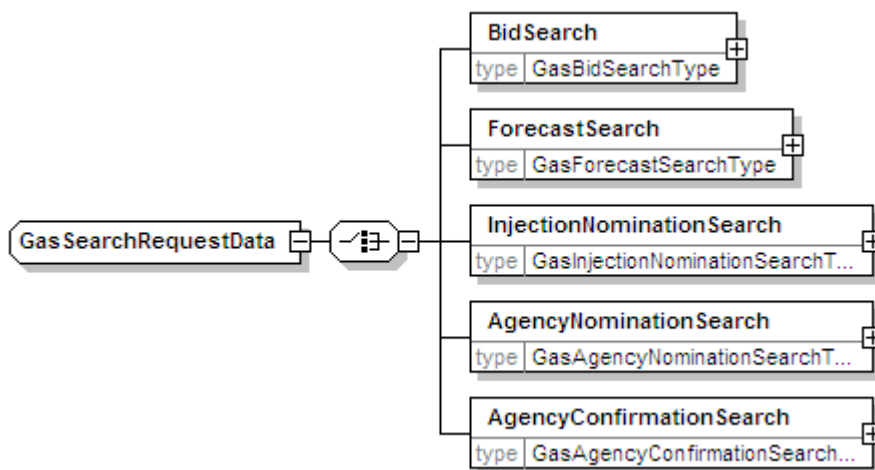 BidSearch
type GasBidSearchType
ForecastSearch
type GasForecastSearchType
GasSearchRequestData
InjectionNominationSearch
type GasInjectionNominationSearchT...
AgencyNominationSearch
type GasAgencyNominationSearchT...
AgencyConfirmationSearch
type GasAgencyConfirmationSearch...